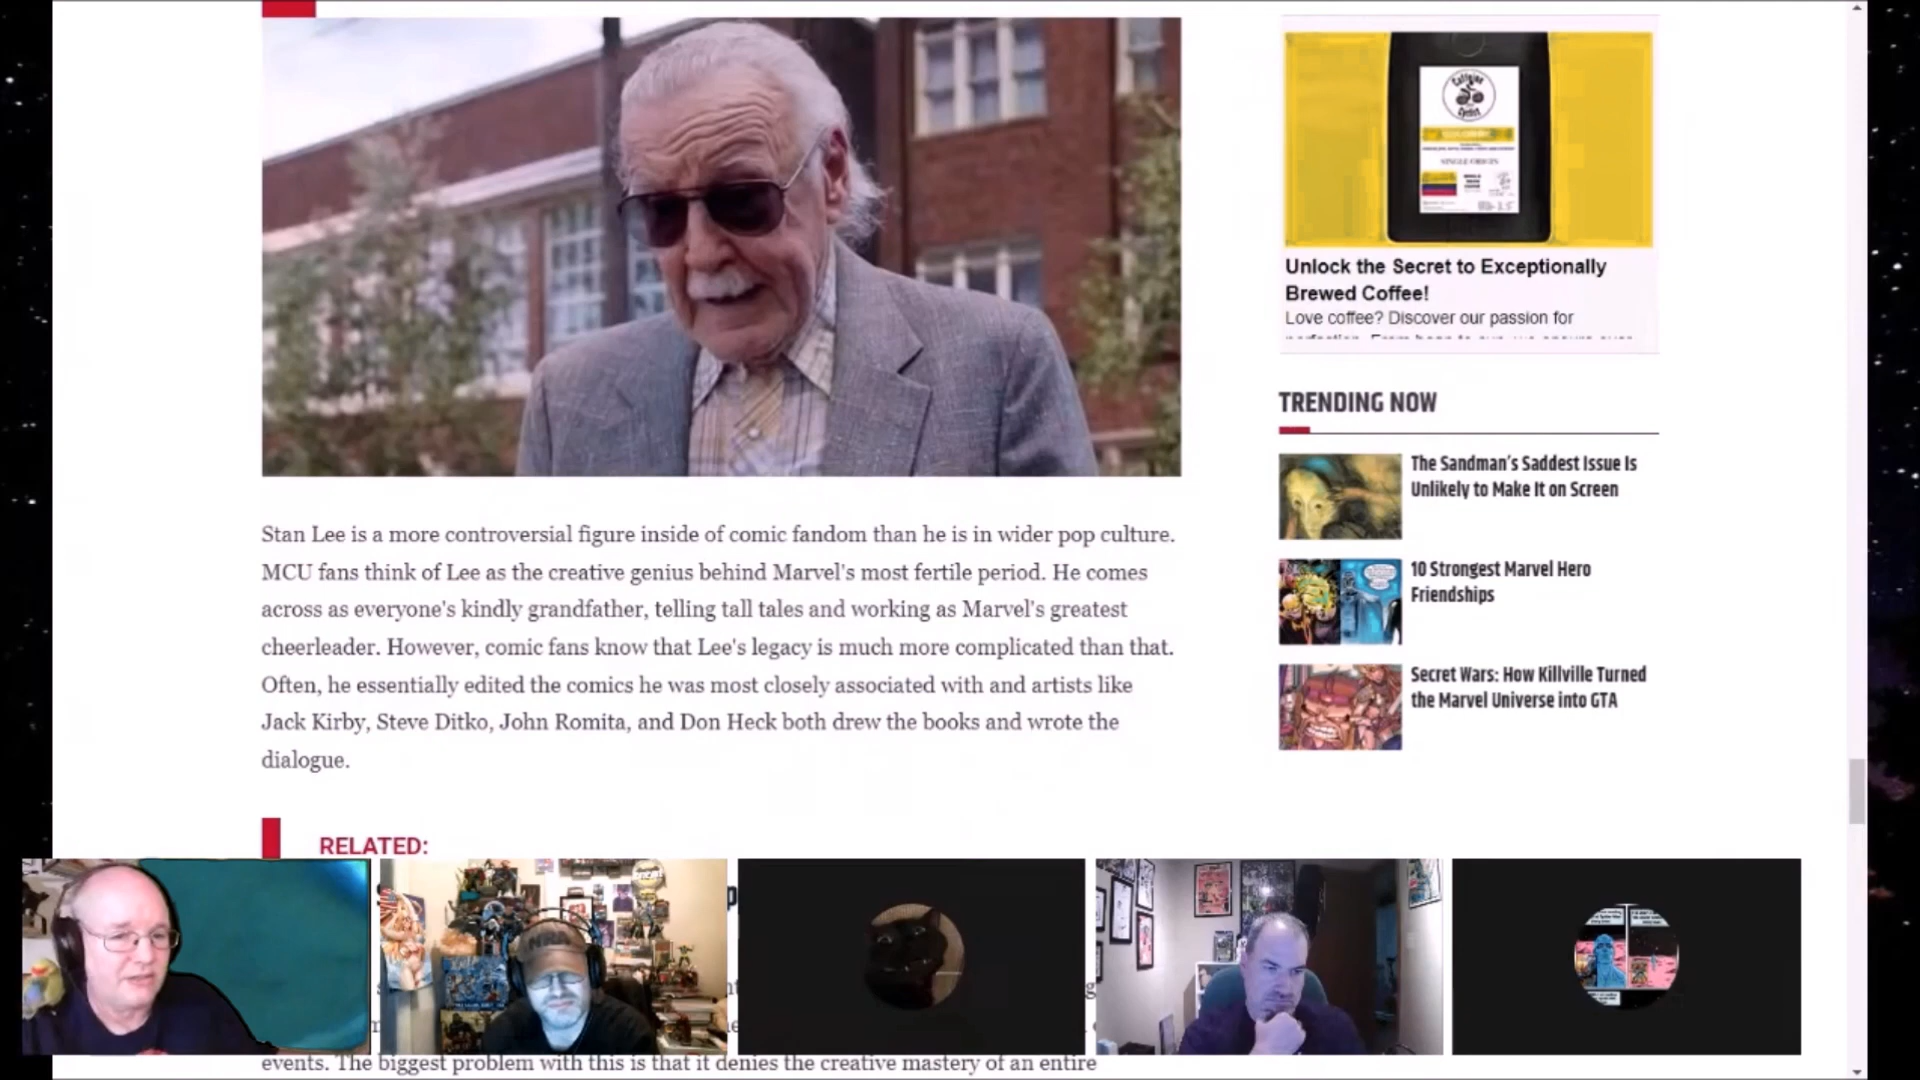 Caffeine
Cyclist
SINGLE ORIGIN
Unlock the Secret to Exceptionally
Brewed Coffee!
Love coffee? Discover our passion for
TRENDING NOW
The Sandman's Saddest Issue Is
Unlikely to Make It on Screen
10 Strongest Marvel Hero
Friendships
Secret Wars: How Killville Turned
the Marvel Universe into GTA
Stan Lee is a more controversial figure inside of comic fandom than he is in wider pop culture.
MCU fans think of Lee as the creative genius behind Marvel's most fertile period. He comes
across as everyone's kindly grandfather, telling tall tales and working as Marvel's greatest
cheerleader. However, comic fans know that Lee's legacy is much more complicated than that.
Often, he essentially edited the comics he was most closely associated with and artists like
Jack Kirby, Steve Ditko, John Romita, and Don Heck both drew the books and wrote the
dialogue.
RELATED:
events. The biggest problem with this is that it denies the creative mastery of an entire